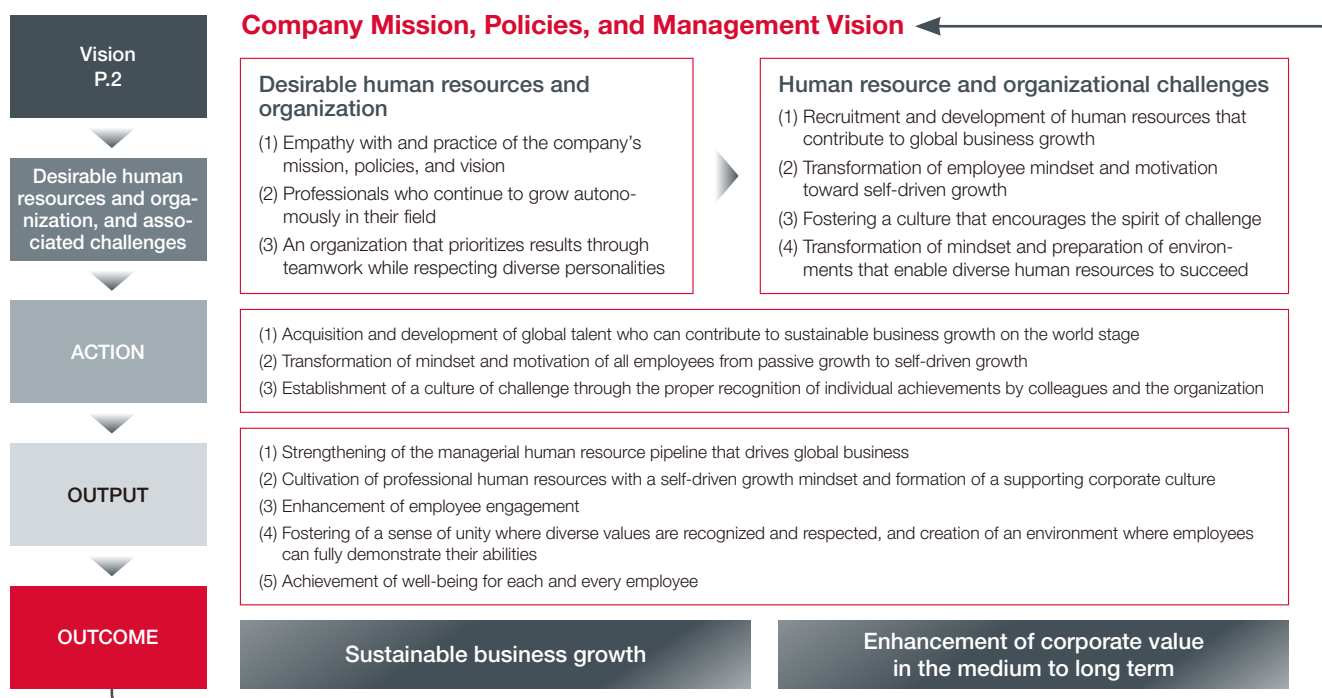 Company Mission, Policies, and Management Vision
Vision
P.2
Desirable human
resources and orga-
nization, and asso-
ciated challenges
Desirable human resources and
organization
(1) Empathy with and practice of the company’s
mission, policies, and vision
(2) Professionals who continue to grow autono-
mously in their field
(3) An organization that prioritizes results through
teamwork while respecting diverse personalities
Human resource and organizational challenges
(1) Recruitment and development of human resources that
contribute to global business growth
(2) Transformation of employee mindset and motivation
toward self-driven growth
(3) Fostering a culture that encourages the spirit of challenge
(4) Transformation of mindset and preparation of environ-
ments that enable diverse human resources to succeed
ACTION
(1) Acquisition and development of global talent who can contribute to sustainable business growth on the world stage
(2) Transformation of mindset and motivation of all employees from passive growth to self-driven growth
(3) Establishment of a culture of challenge through the proper recognition of individual achievements by colleagues and the organization
OUTPUT
(1) Strengthening of the managerial human resource pipeline that drives global business
(2) Cultivation of professional human resources with a self-driven growth mindset and formation of a supporting corporate culture
(3) Enhancement of employee engagement
(4) Fostering of a sense of unity where diverse values are recognized and respected, and creation of an environment where employees
can fully demonstrate their abilities
(5) Achievement of well-being for each and every employee
OUTCOME
Sustainable business growth
Enhancement of corporate value
in the medium to long term